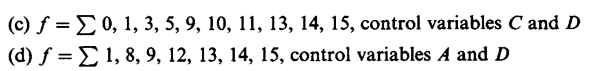 (c) f = ∑ 0, 1, 3, 5, 9, 10, 11, 13, 14, 15, control variables C and D
(d) f = ∑ 1, 8, 9, 12, 13, 14, 15, control variables A and D